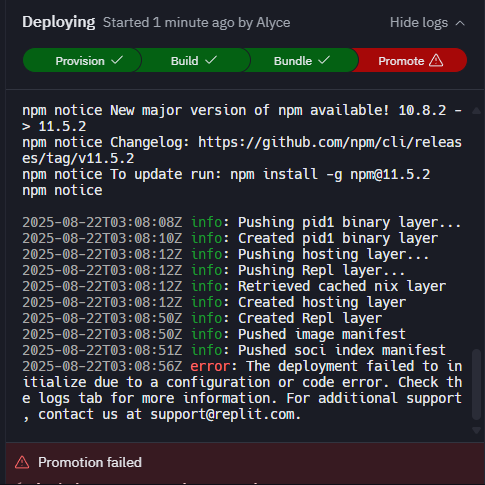 Deploying Started 1 minute ago by Alyce Hide logs
Provision Build Bundle Promote
npm notice New major version of npm available! 10.8.2 -
> 11.5.2
npm notice Changelog: https://github.com/npm/cli/releas
es/tag/v11.5.2
npm notice To update run: npm install -g npm@11.5.2
npm notice
2025-08-22T03:08:08Z info: Pushing pid1 binary layer...
2025-08-22T03:08:10Z info: Created pid1 binary layer
2025-08-22T03:08:12Z info: Pushing hosting layer...
2025-08-22T03:08:12Z info: Pushing Repl layer...
2025-08-22T03:08:12Z info: Retrieved cached nix layer
2025-08-22T03:08:12Z info: Created hosting layer
2025-08-22T03:08:50Z info: Created Repl layer
2025-08-22T03:08:50Z info: Pushed image manifest
2025-08-22T03:08:51Z info: Pushed soci index manifest
2025-08-22T03:08:56Z error: The deployment failed to in
itialize due to a configuration or code error. Check th
e logs tab for more information. For additional support
, contact us at support@replit.com.
Promotion failed